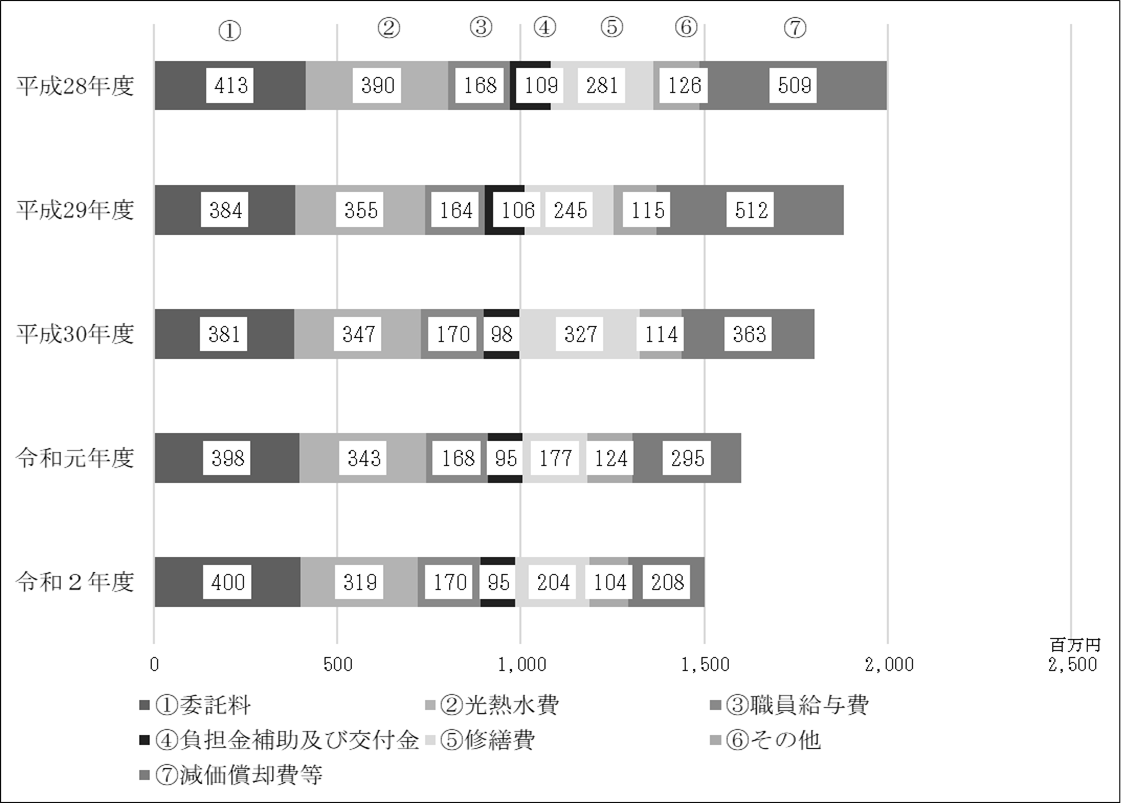 ① ② ③ ④ ⑤ ⑥ ⑦
平成28年度 413 390 168 109 281 126 509
平成29年度 384 355 164 106 245 115 512
平成30年度 381 347 170 98 327 114 363
令和元年度 398 343 168 95 177 124 295
令和２年度 400 319 170 95 204 104 208
百万円
0 500 1,000 1,500 2,000 2,500
①委託料 ②光熱水費 ③職員給与費
④負担金補助及び交付金 ⑤修繕費 ⑥その他
⑦減価償却費等